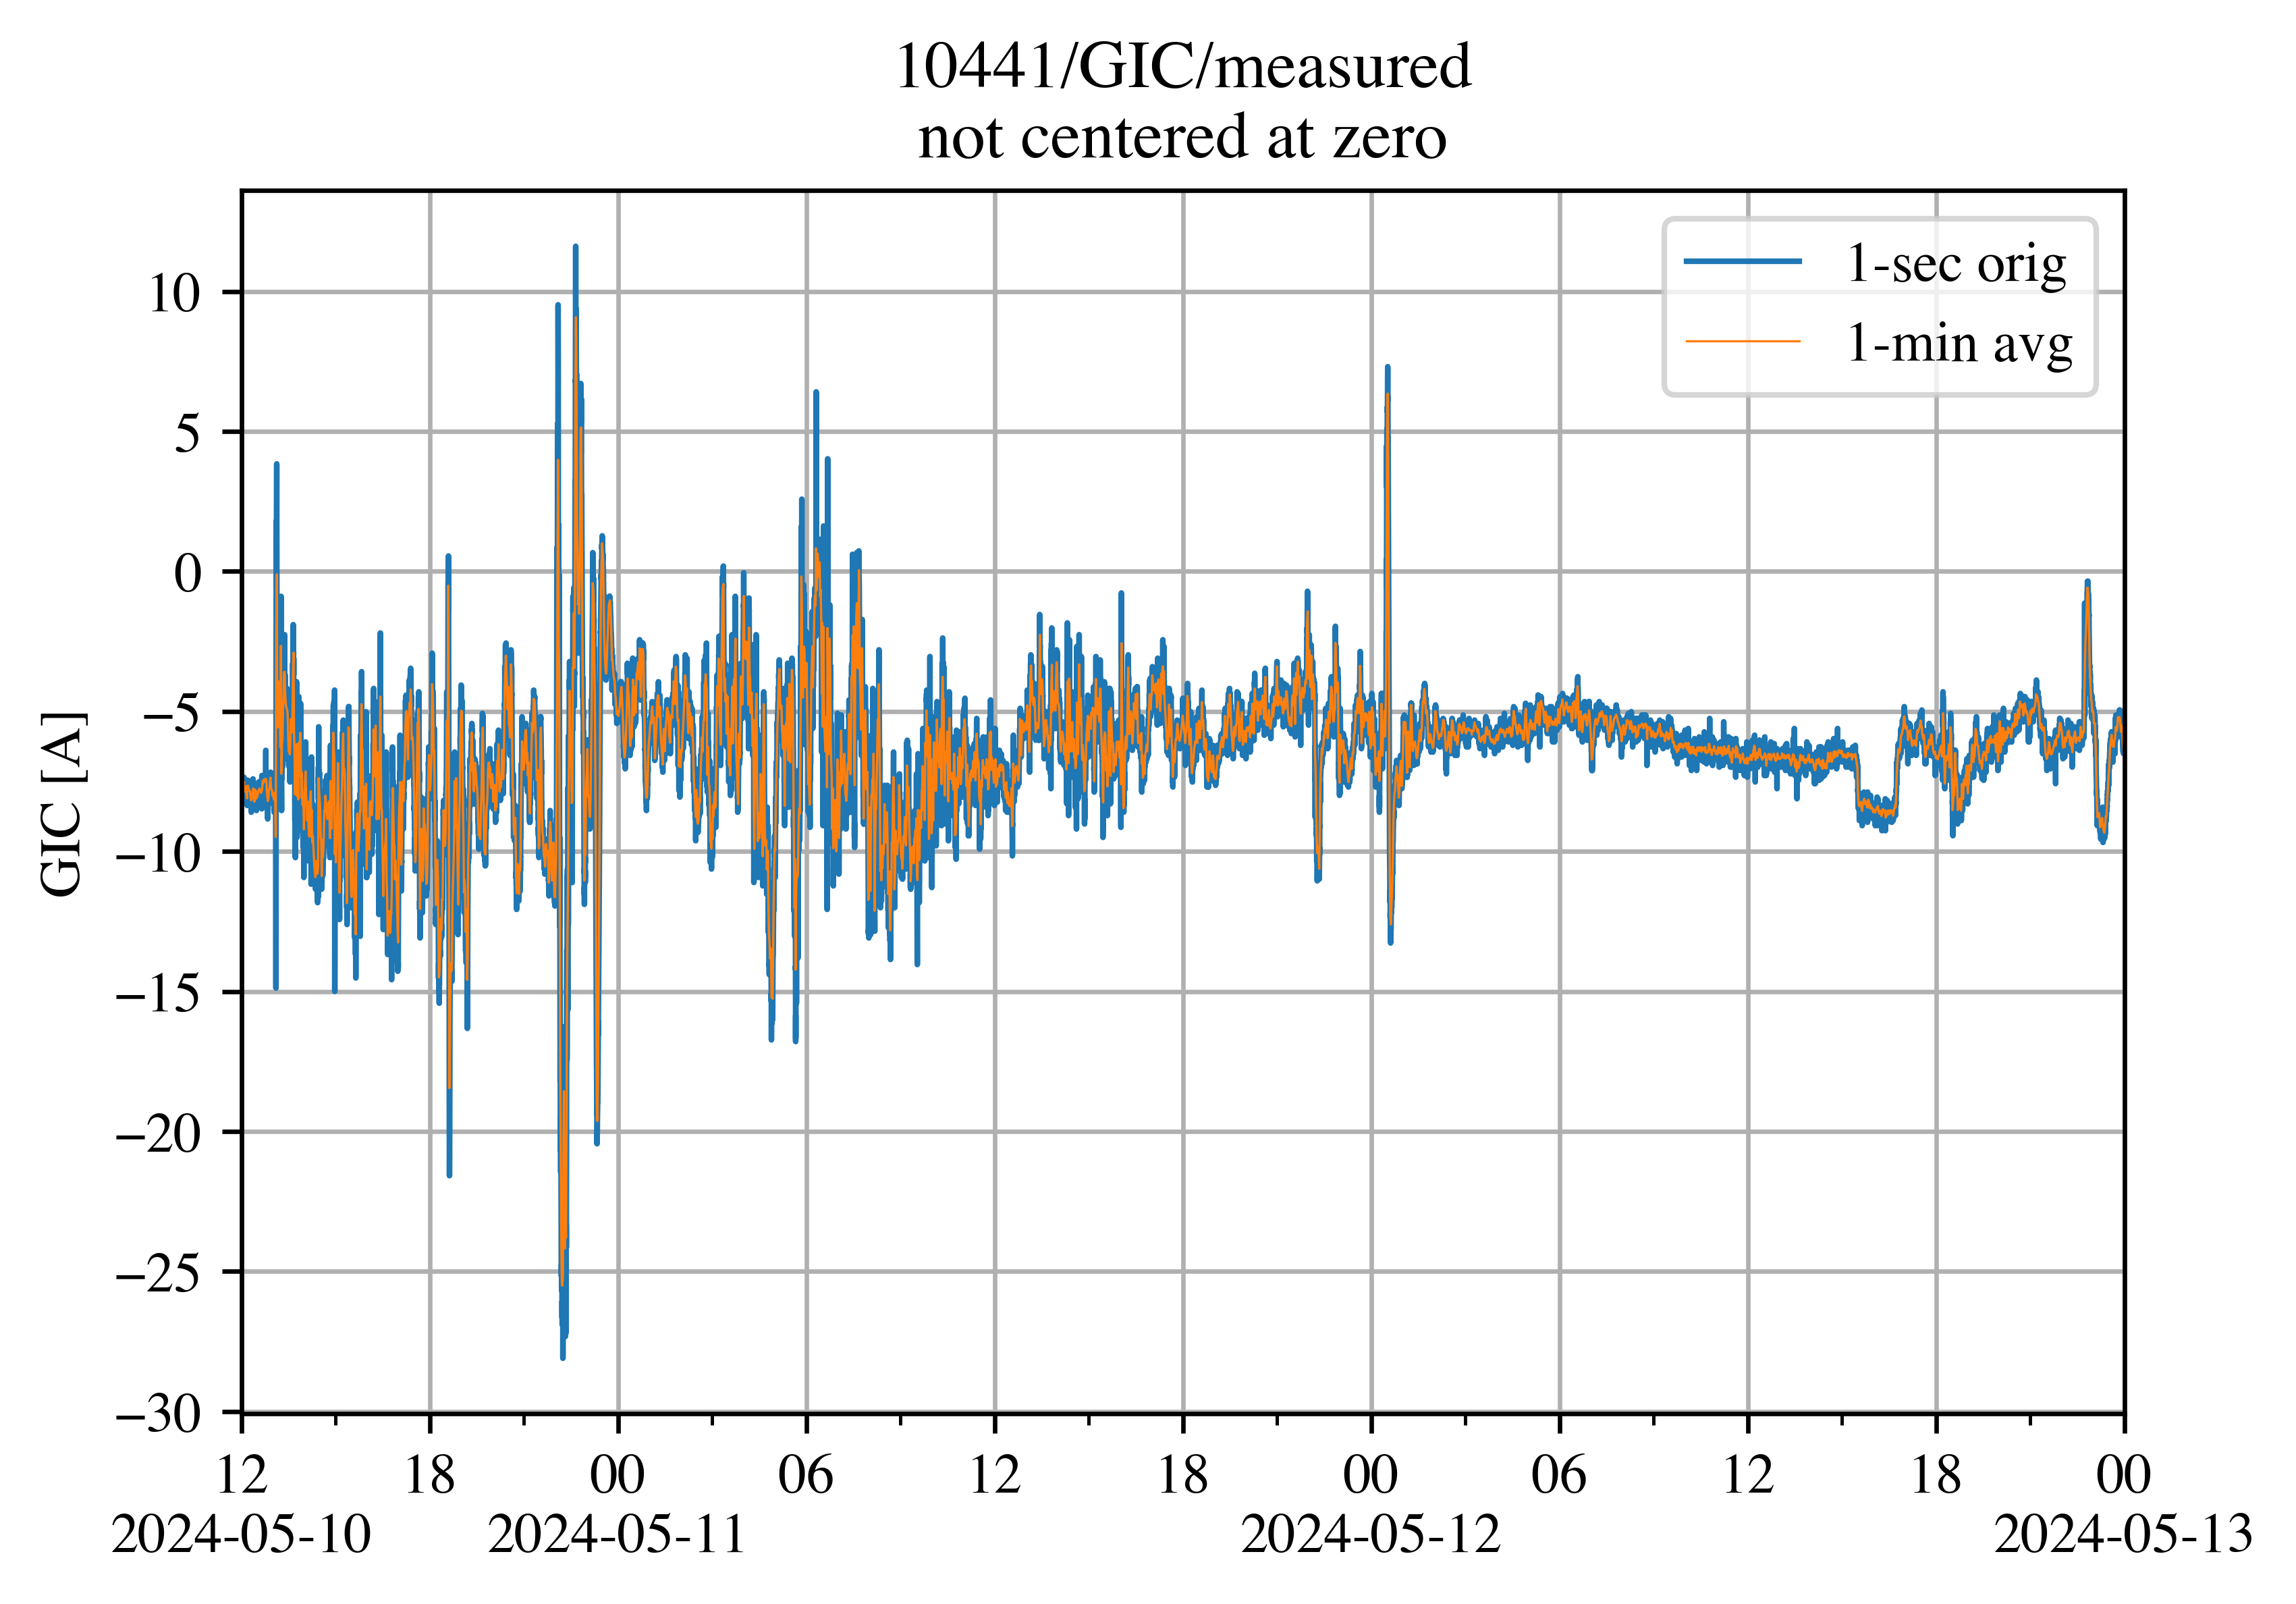 10441/GIC/measured
not centered at zero
1-sec orig
1-min avg
GIC [A]
10
5
0
−5
−10
−15
−20
−25
−30
12 18 00 06 12 18 00 06 12 18 00
2024-05-10 2024-05-11 2024-05-12 2024-05-13